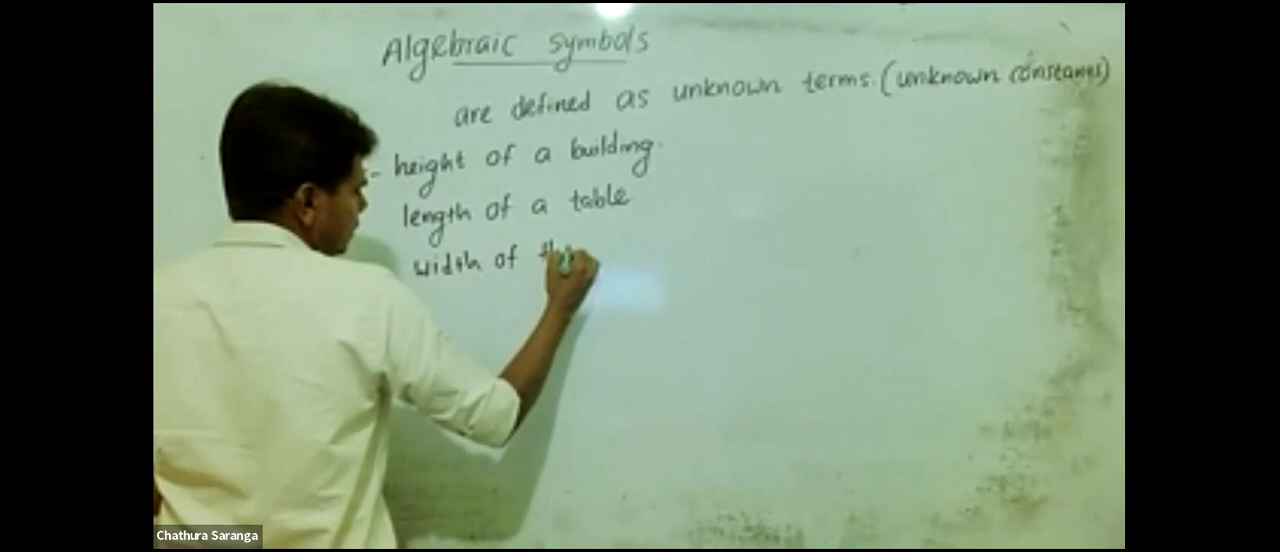 Algebraic symbols
are defined as unknown terms. (unknown constants)
- height of a building.
length of a table
width of
Chathura Saranga